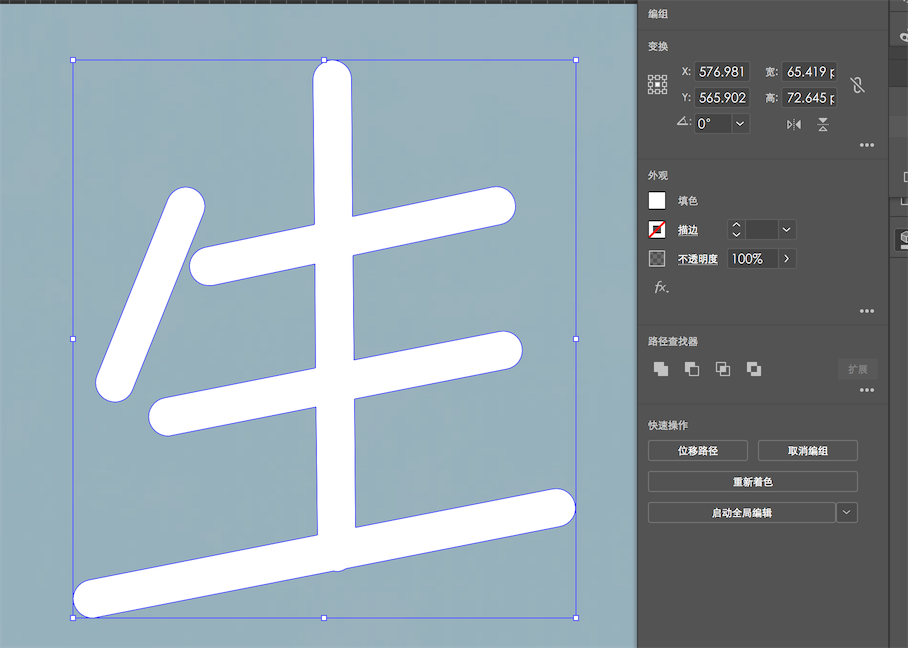 生
编组
变换
X: 576.981 宽: 65.419 p
Y: 565.902 高: 72.645 p
0°
外观
填色
描边
不透明度 100%
fx.
路径查找器
扩展
快速操作
位移路径 取消编组
重新着色
启动全局编辑